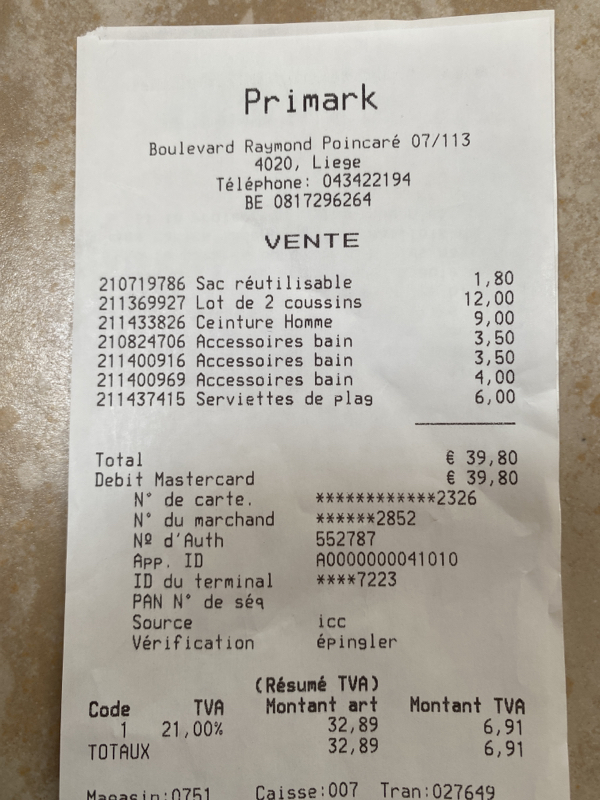 Primark
Boulevard Raymond Poincaré 07/113
4020, Liege
Téléphone: 043422194
BE 0817296264
VENTE
210719786 Sac réutilisable 1,80
211369927 Lot de 2 coussins 12,00
211433826 Ceinture Homme 9,00
210824706 Accessoires bain 3,50
211400916 Accessoires bain 3,50
211400969 Accessoires bain 4,00
211437415 Serviettes de plag 6,00
Total € 39,80
Debit Mastercard € 39,80
N° de carte. ************2326
N° du marchand ******2852
Nº d'Auth 552787
App. ID A0000000041010
ID du terminal ****7223
PAN N° de séq
Source icc
Vérification épingler
(Résumé TVA)
Code TVA Montant art Montant TVA
1 21,00% 32,89 6,91
TOTAUX 32,89 6,91
Magasin:0751 Caisse:007 Tran:027649